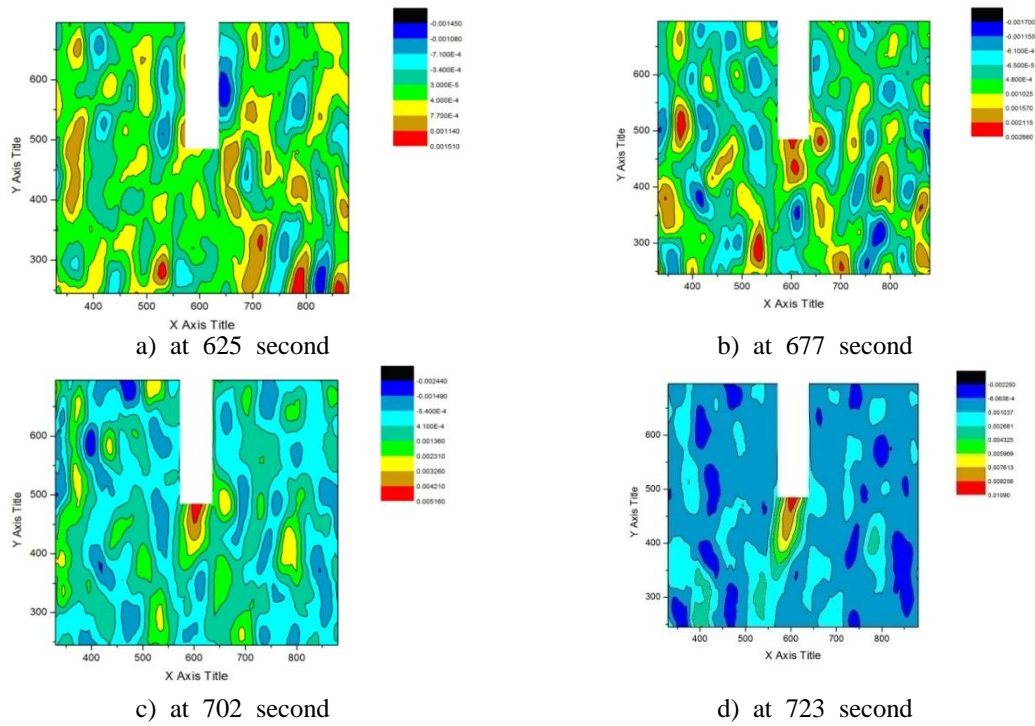 -0.001450
-0.001080
-7.100E-4
-3.400E-4
3.000E-5
4.000E-4
7.700E-4
0.001140
0.001510
Y Axis Title
600
500
400
300
400 500 600 700 800
X Axis Title
a) at 625 second
-0.001700
-0.001155
-6.100E-4
-6.500E-5
4.800E-4
0.001025
0.001570
0.002115
0.002660
Y Axis Title
600
500
400
300
400 500 600 700 800
X Axis Title
b) at 677 second
-0.002440
-0.001490
-5.400E-4
4.100E-4
0.001360
0.002310
0.003260
0.004210
0.005160
Y Axis Title
600
500
400
300
400 500 600 700 800
X Axis Title
c) at 702 second
-0.002250
-6.063E-4
0.001037
0.002681
0.004325
0.005969
0.007613
0.009256
0.01090
Y Axis Title
600
500
400
300
400 500 600 700 800
X Axis Title
d) at 723 second